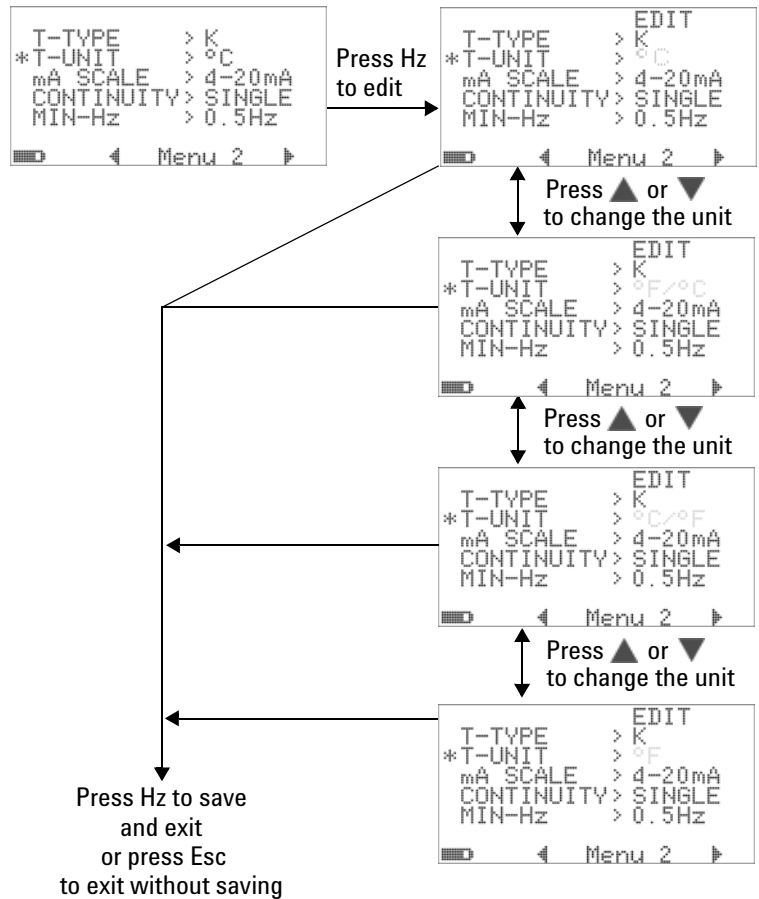 T-TYPE > K
*T-UNIT > °C
mA SCALE > 4-20mA
CONTINUITY> SINGLE
MIN-Hz > 0.5Hz
Menu 2
Press Hz
to edit
EDIT
T-TYPE > K
*T-UNIT > °C
mA SCALE > 4-20mA
CONTINUITY> SINGLE
MIN-Hz > 0.5Hz
Menu 2
Press ▲ or ▼
to change the unit
EDIT
T-TYPE > K
*T-UNIT > °F/°C
mA SCALE > 4-20mA
CONTINUITY> SINGLE
MIN-Hz > 0.5Hz
Menu 2
Press ▲ or ▼
to change the unit
EDIT
T-TYPE > K
*T-UNIT > °C/°F
mA SCALE > 4-20mA
CONTINUITY> SINGLE
MIN-Hz > 0.5Hz
Menu 2
Press ▲ or ▼
to change the unit
EDIT
T-TYPE > K
*T-UNIT > °F
mA SCALE > 4-20mA
CONTINUITY> SINGLE
MIN-Hz > 0.5Hz
Menu 2
Press Hz to save
and exit
or press Esc
to exit without saving